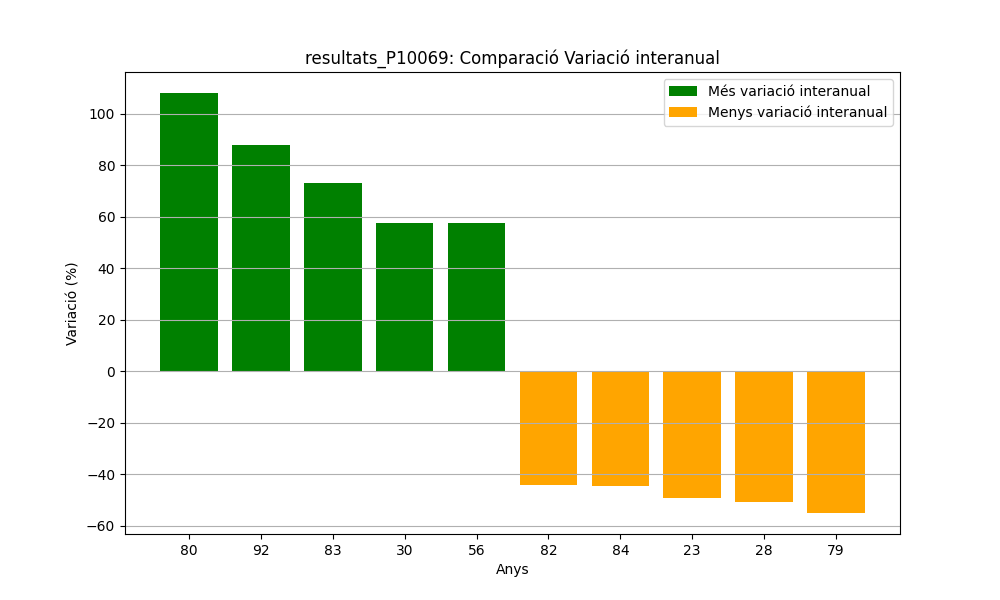 resultats_P10069: Comparació Variació interanual
Més variació interanual
Menys variació interanual
Variació (%)
100
80
60
40
20
0
−20
−40
−60
80 92 83 30 56 82 84 23 28 79
Anys